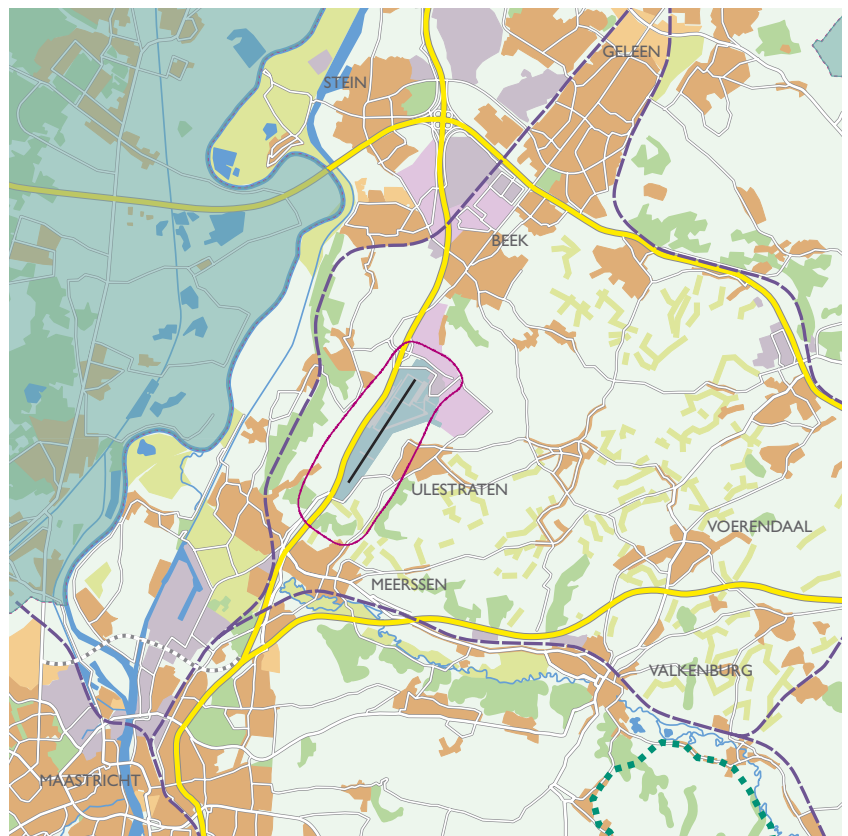 GELEEN
STEIN
BEEK
ULESTRATEN
VOERENDAAL
MEERSSEN
VALKENBURG
MAASTRICHT